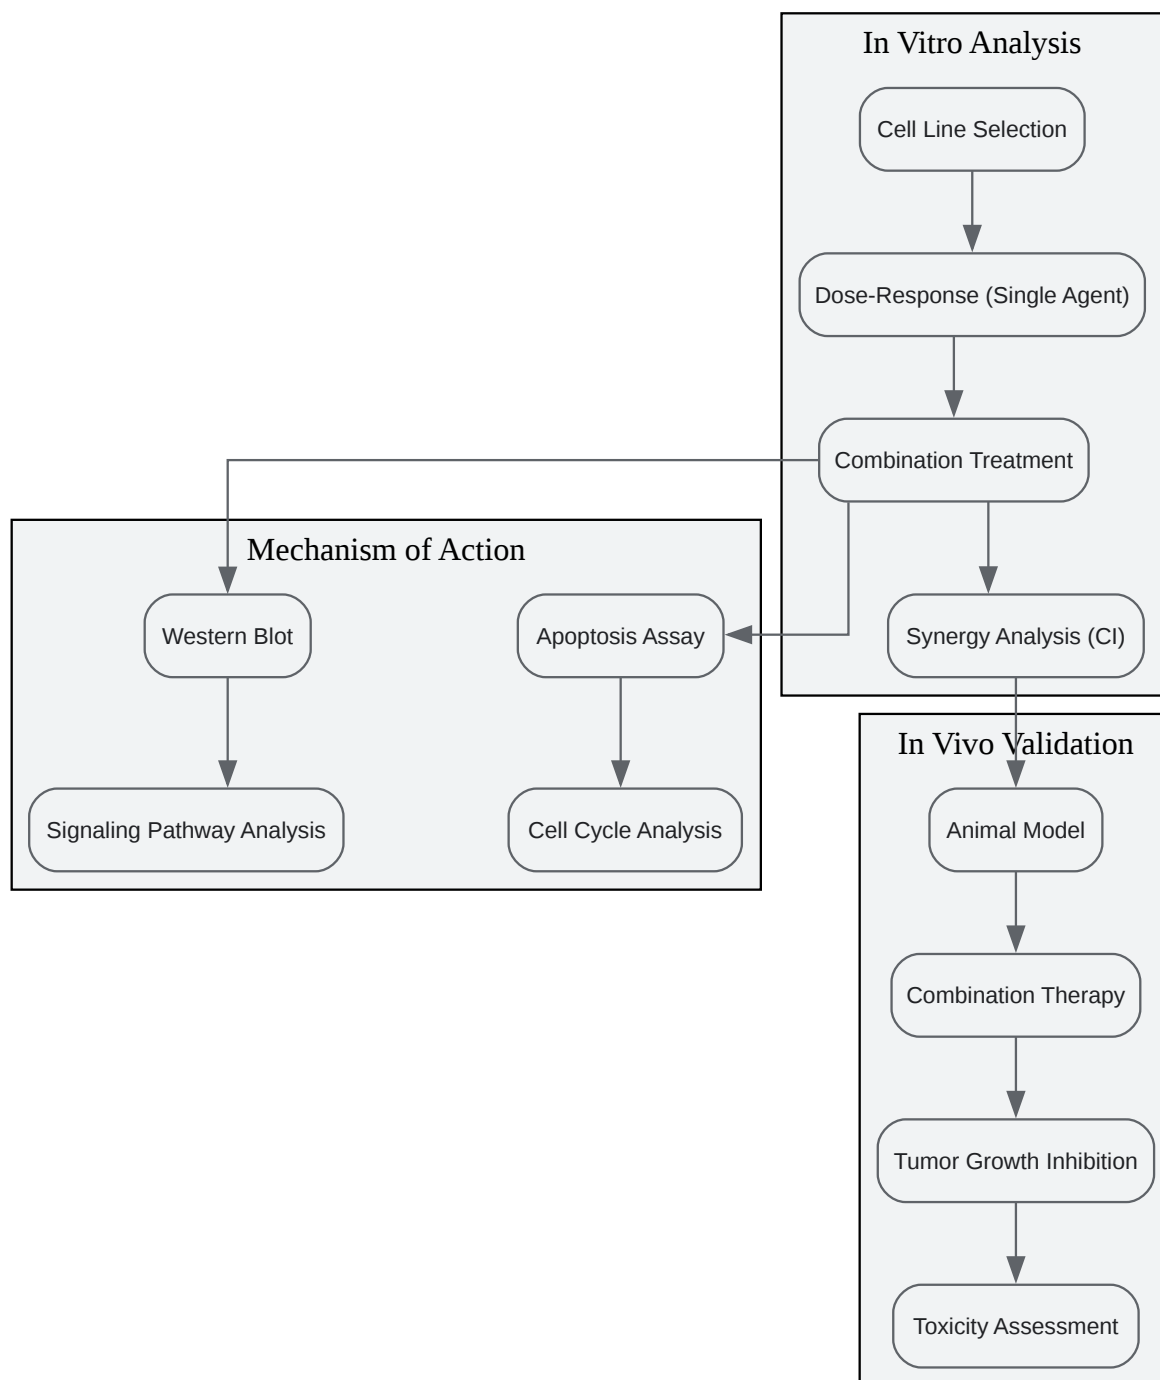 In Vitro Analysis
Cell Line Selection
Dose-Response (Single Agent)
Combination Treatment
Mechanism of Action
Western Blot
Apoptosis Assay
Synergy Analysis (CI)
In Vivo Validation
Signaling Pathway Analysis
Cell Cycle Analysis
Animal Model
Combination Therapy
Tumor Growth Inhibition
Toxicity Assessment